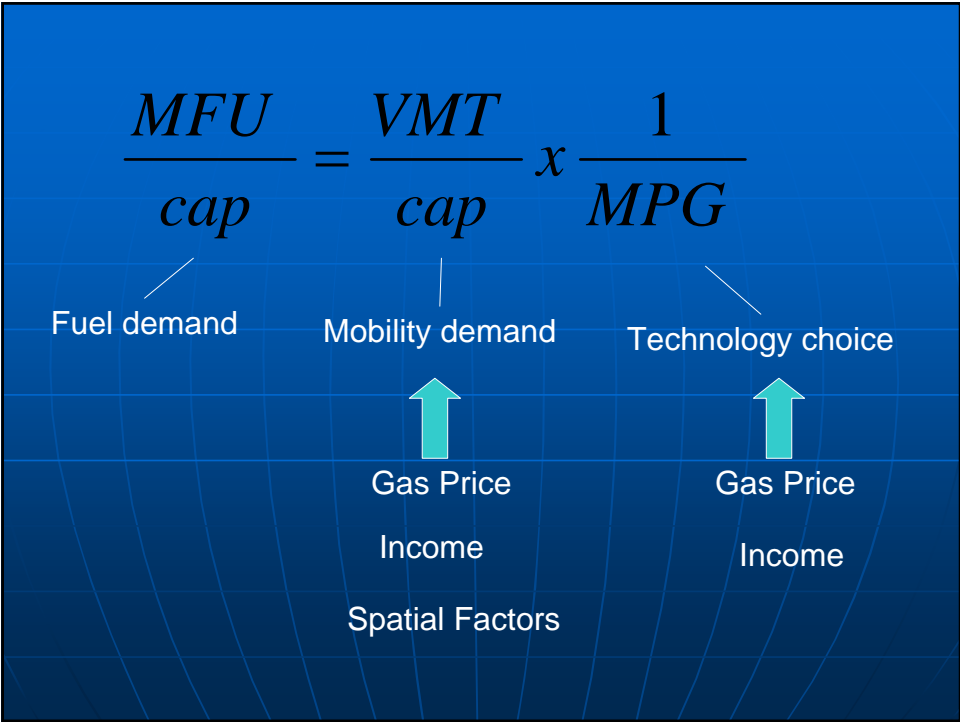 MFU/cap = VMT/cap x 1/MPG
Fuel demand
Mobility demand
Technology choice
Gas Price
Gas Price
Income
Income
Spatial Factors